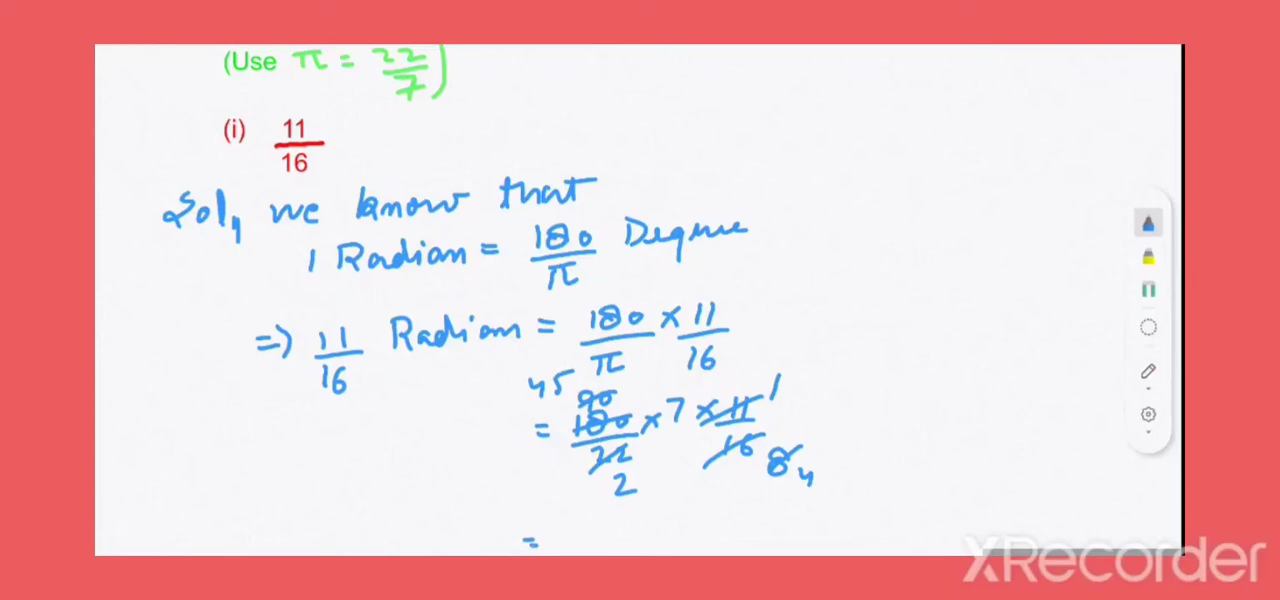 (Use π = 22/7)
(i) 11/16
Sol, we know that
1 Radian = 180/π Degree
=> 11/16 Radian = 180/π × 11/16
45 90
= 180/22 × 7 × 11/16 1
2 8 4
=
XRecorder